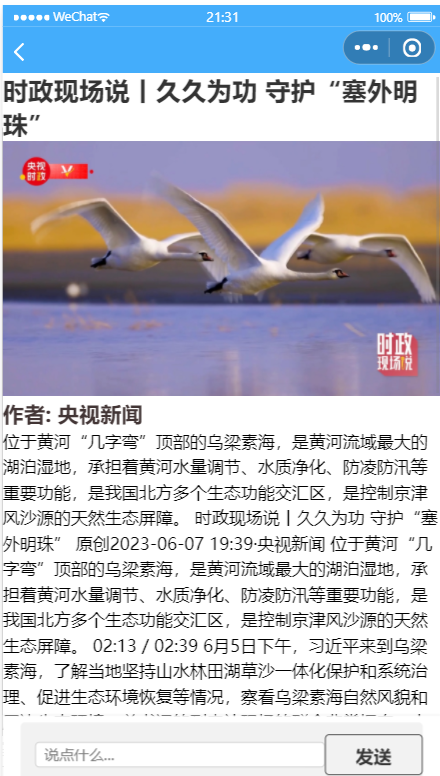 WeChat 21:31 100%
时政现场说丨久久为功 守护“塞外明
珠”
央视
时政
时政
现场说
作者: 央视新闻
位于黄河“几字弯”顶部的乌梁素海，是黄河流域最大的
湖泊湿地，承担着黄河水量调节、水质净化、防凌防汛等
重要功能，是我国北方多个生态功能交汇区，是控制京津
风沙源的天然生态屏障。 时政现场说丨久久为功 守护“塞
外明珠” 原创2023-06-07 19:39·央视新闻 位于黄河“几
字弯”顶部的乌梁素海，是黄河流域最大的湖泊湿地，承
担着黄河水量调节、水质净化、防凌防汛等重要功能，是
我国北方多个生态功能交汇区，是控制京津风沙源的天然
生态屏障。 02:13 / 02:39 6月5日下午，习近平来到乌梁
素海，了解当地坚持山水林田湖草沙一体化保护和系统治
理、促进生态环境恢复等情况，察看乌梁素海自然风貌和
说点什么...
发送